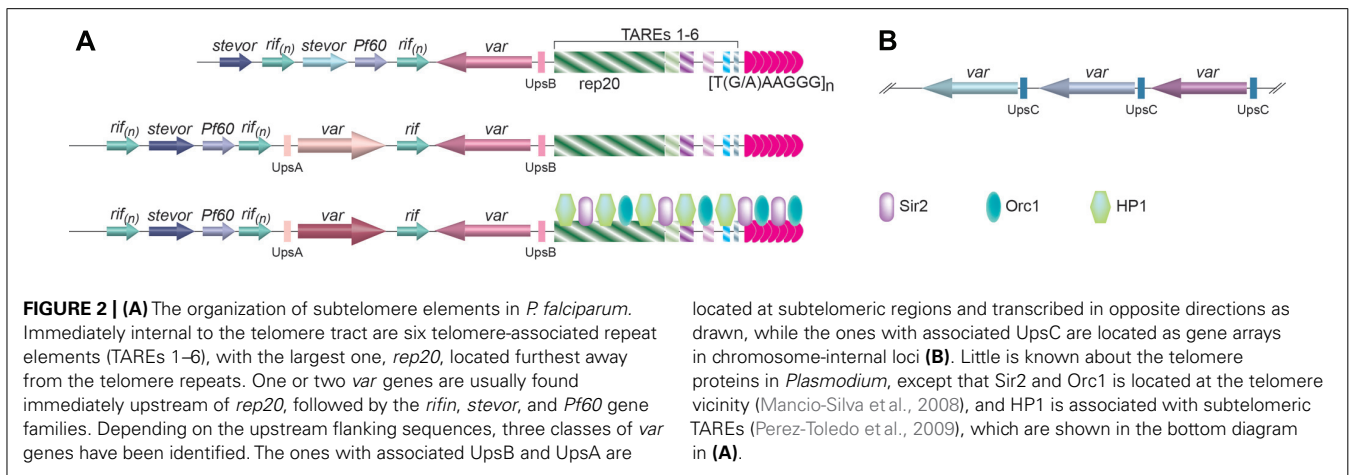 A
B
TAREs 1-6
stevor rif(n) stevor Pf60 rif(n) var
UpsB rep20 [T(G/A)AAGGG]n
var var var
UpsC UpsC UpsC
rif(n) stevor Pf60 rif(n) var rif var
UpsA UpsB
Sir2 Orc1 HP1
rif(n) stevor Pf60 rif(n) var rif var
UpsA UpsB
FIGURE 2 | (A) The organization of subtelomere elements in P. falciparum.
Immediately internal to the telomere tract are six telomere-associated repeat
elements (TAREs 1–6), with the largest one, rep20, located furthest away
from the telomere repeats. One or two var genes are usually found
immediately upstream of rep20, followed by the rifin, stevor, and Pf60 gene
families. Depending on the upstream flanking sequences, three classes of var
genes have been identified. The ones with associated UpsB and UpsA are
located at subtelomeric regions and transcribed in opposite directions as
drawn, while the ones with associated UpsC are located as gene arrays
in chromosome-internal loci (B). Little is known about the telomere
proteins in Plasmodium, except that Sir2 and Orc1 is located at the telomere
vicinity (Mancio-Silva et al., 2008), and HP1 is associated with subtelomeric
TAREs (Perez-Toledo et al., 2009), which are shown in the bottom diagram
in (A).